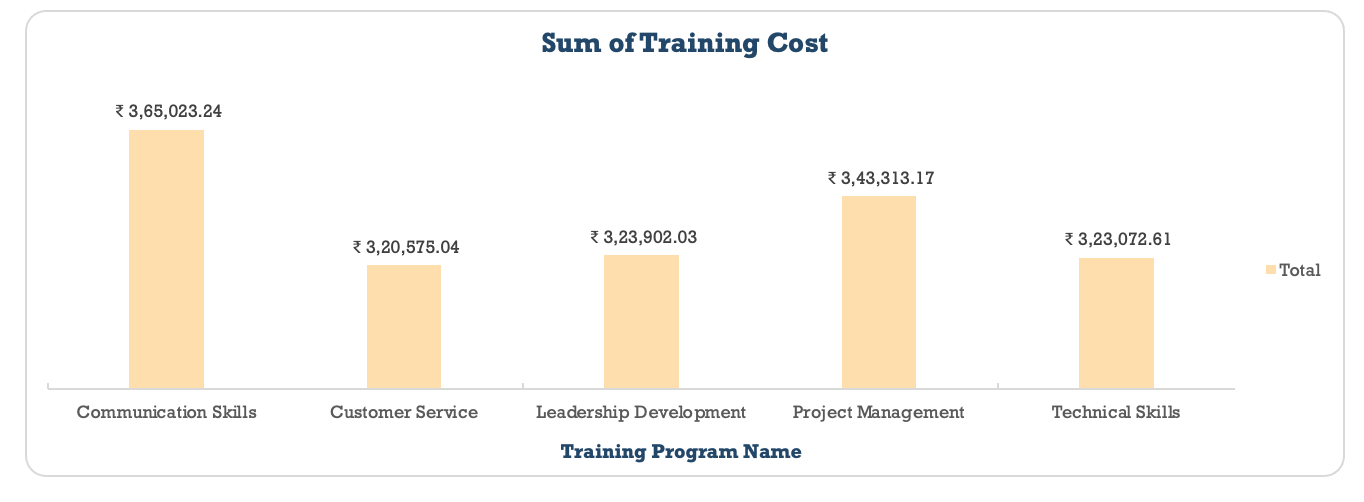 Sum of Training Cost
₹ 3,65,023.24
₹ 3,20,575.04
₹ 3,23,902.03
₹ 3,43,313.17
₹ 3,23,072.61
Total
Communication Skills
Customer Service
Leadership Development
Project Management
Technical Skills
Training Program Name